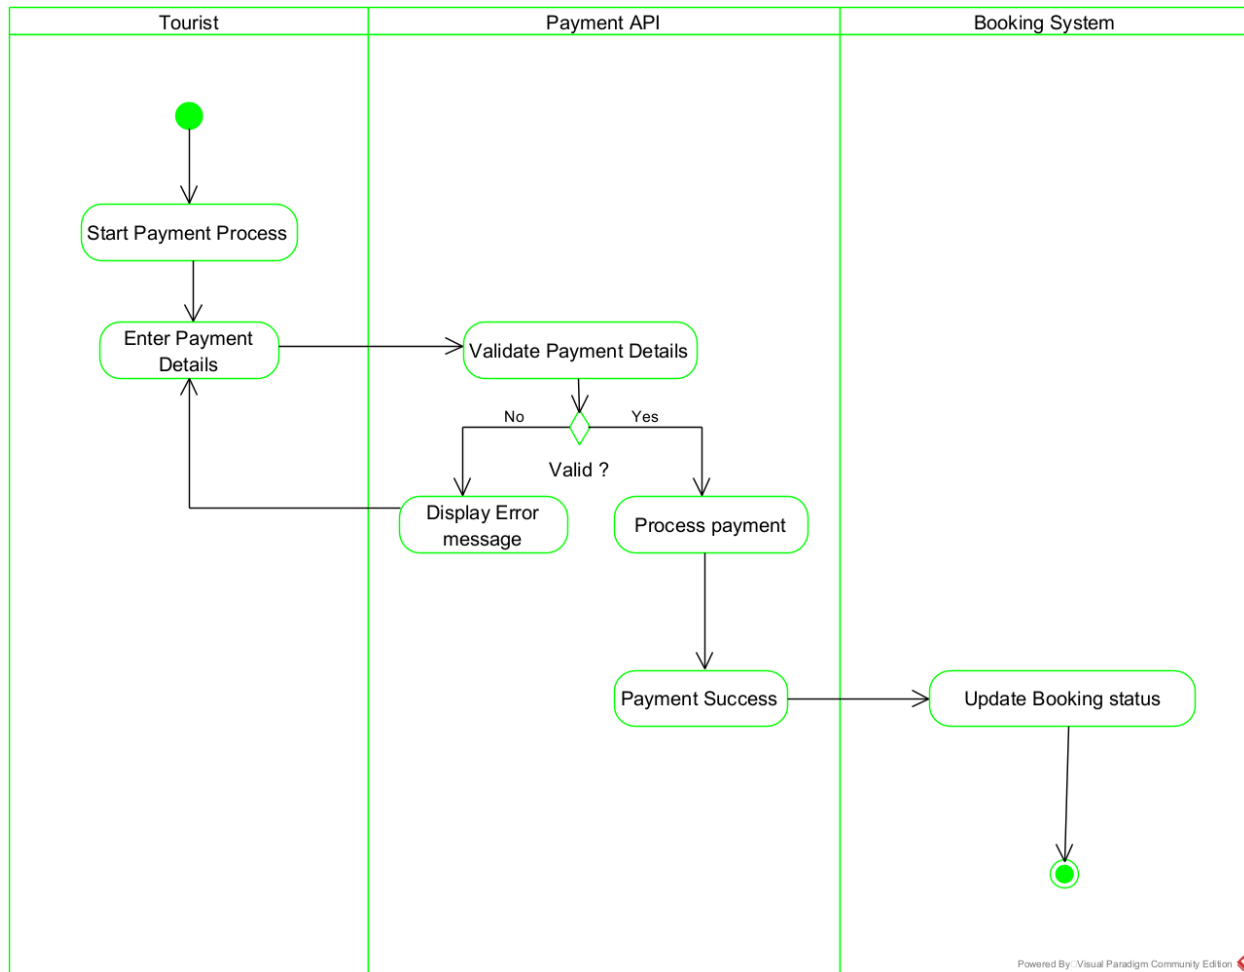 Tourist
Payment API
Booking System
Start Payment Process
Enter Payment
Details
Validate Payment Details
No
Yes
Valid ?
Display Error
message
Process payment
Payment Success
Update Booking status
Powered By Visual Paradigm Community Edition